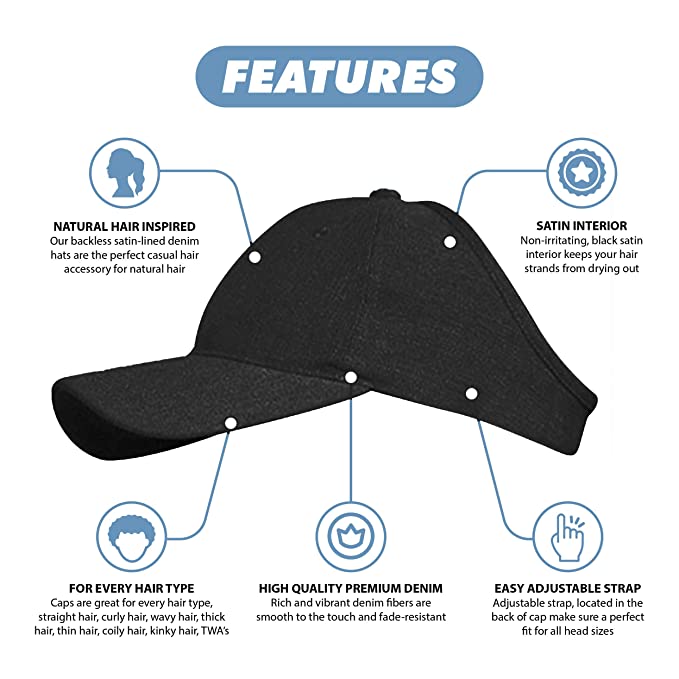 FEATURES
NATURAL HAIR INSPIRED
Our backless satin-lined denim
hats are the perfect casual hair
accessory for natural hair
SATIN INTERIOR
Non-irritating, black satin
interior keeps your hair
strands from drying out
FOR EVERY HAIR TYPE
Caps are great for every hair type,
straight hair, curly hair, wavy hair, thick
hair, thin hair, coily hair, kinky hair, TWA's
HIGH QUALITY PREMIUM DENIM
Rich and vibrant denim fibers are
smooth to the touch and fade-resistant
EASY ADJUSTABLE STRAP
Adjustable strap, located in the
back of cap make sure a perfect
fit for all head sizes